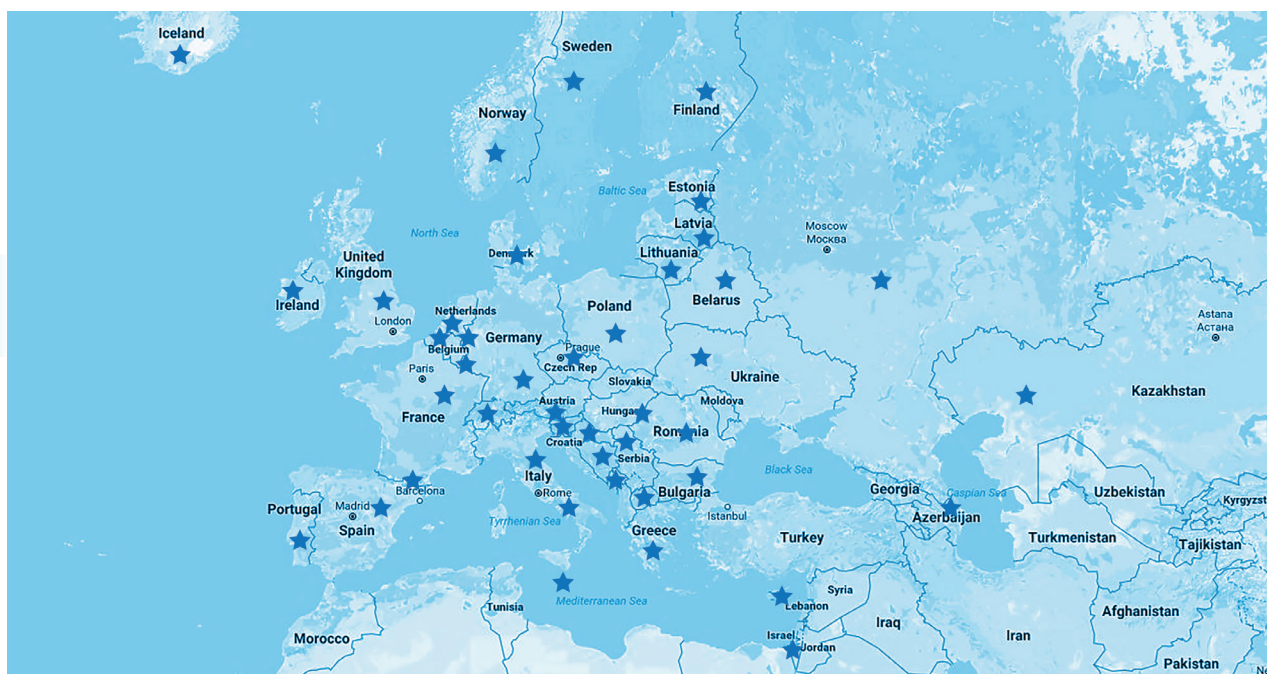 Iceland
Sweden
Norway
Finland
Estonia
Baltic Sea
Latvia
Moscow
Москва
North Sea
Lithuania
Denmark
United
Kingdom
Ireland
Belarus
Poland
Netherlands
London
Germany
Astana
Астана
Belgium
Prague
Czech Rep
Paris
Slovakia
Ukraine
Kazakhstan
Austria
Moldova
Hunga
France
Croatia
Romania
Serbia
Black Sea
Italy
Barcelona
Rome
Bulgaria
Georgia
Caspian Sea
Uzbekistan
Kyrgyzst
Madrid
Portugal
Spain
Tyrrhenian Sea
Istanbul
Azerbaijan
Greece
Turkey
Turkmenistan
Tajikistan
Mediterranean Sea
Tunisia
Syria
Lebanon
Afghanistan
Iraq
Iran
Morocco
Israel
Jordan
Pakistan
Ne